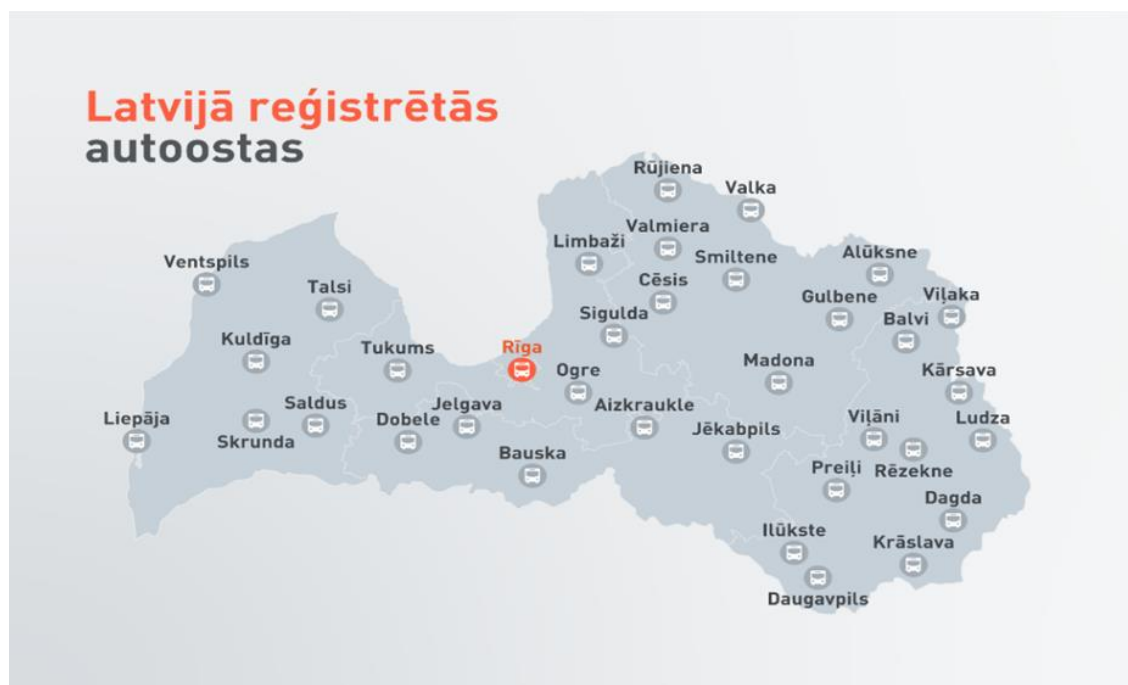 Latvijā reģistrētās
autoostas
Rūjiena
Valka
Valmiera
Limbaži
Smiltene
Alūksne
Ventspils
Cēsis
Talsi
Gulbene
Viļaka
Sigulda
Balvi
Kuldīga
Tukums
Rīga
Madona
Ogre
Kārsava
Saldus
Jelgava
Aizkraukle
Liepāja
Dobele
Viļāni
Ludza
Jēkabpils
Skrunda
Bauska
Preiļi
Rēzekne
Dagda
Ilūkste
Krāslava
Daugavpils